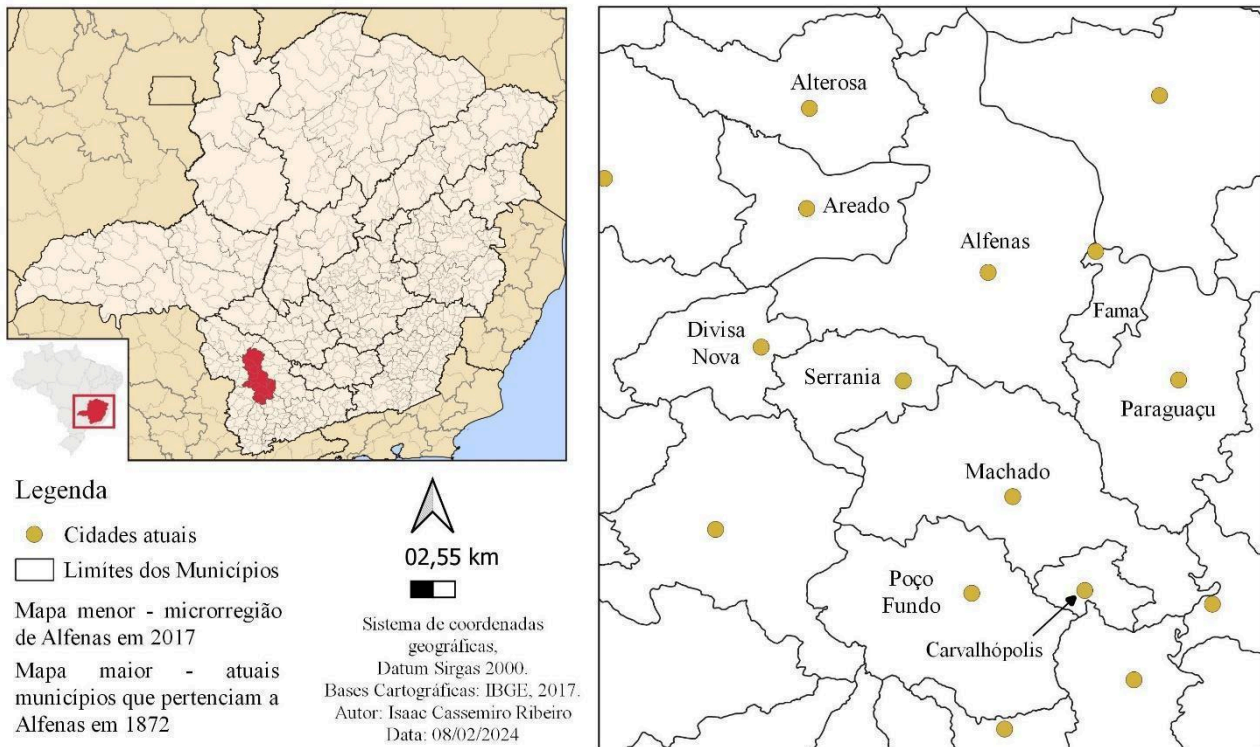 Legenda
Cidades atuais
Limítes dos Municípios
Mapa menor - microrregião
de Alfenas em 2017
Mapa maior - atuais
municípios que pertenciam a
Alfenas em 1872
02,55 km
Sistema de coordenadas
geográficas,
Datum Sirgas 2000.
Bases Cartográficas: IBGE, 2017.
Autor: Isaac Cassemiro Ribeiro
Data: 08/02/2024
Alterosa
Areado
Alfenas
Fama
Divisa
Nova
Serrania
Paraguaçu
Machado
Poço
Fundo
Carvalhópolis